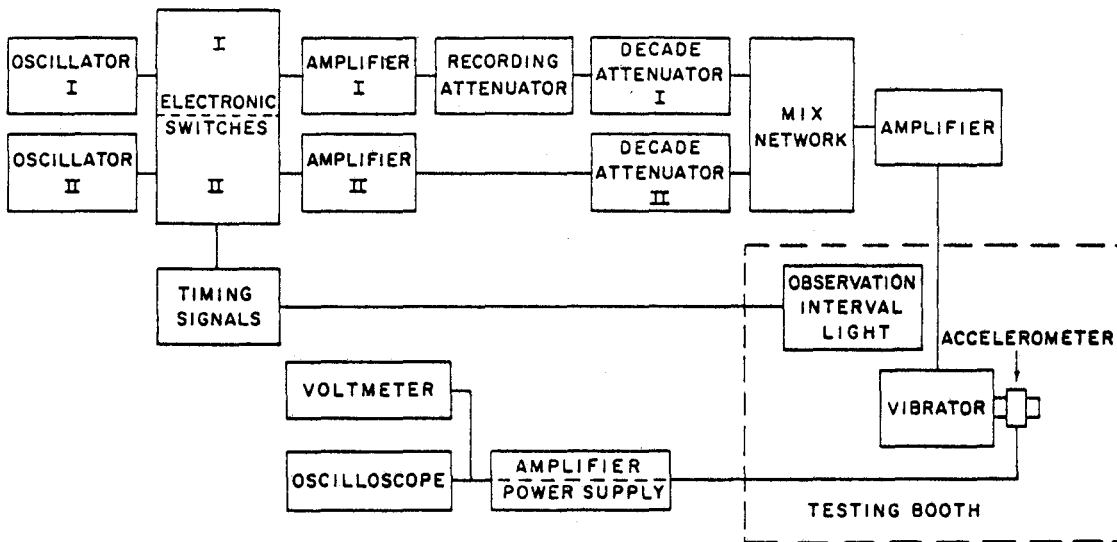 OSCILLATOR
I
I
ELECTRONIC
SWITCHES
II
AMPLIFIER
I
RECORDING
ATTENUATOR
DECADE
ATTENUATOR
I
MIX
NETWORK
AMPLIFIER
OSCILLATOR
II
AMPLIFIER
II
DECADE
ATTENUATOR
II
TIMING
SIGNALS
OBSERVATION
INTERVAL
LIGHT
ACCELEROMETER
VOLTMETER
VIBRATOR
OSCILLOSCOPE
AMPLIFIER
POWER SUPPLY
TESTING BOOTH